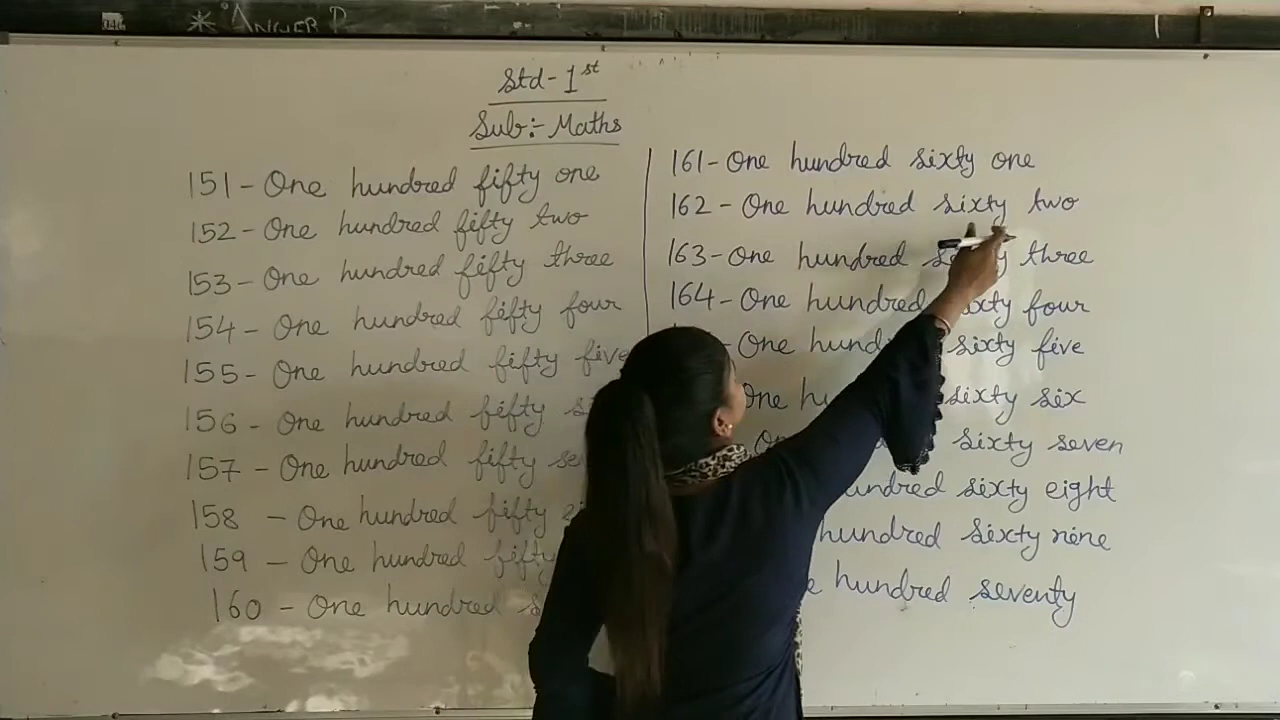 * ANSWER
Std - 1st
Sub:- Maths
151 - One hundred fifty one
152 - One hundred fifty two
153 - One hundred fifty three
154 - One hundred fifty four
155 - One hundred fifty five
156 - One hundred fifty
157 - One hundred fifty
158 - One hundred fifty
159 - One hundred fifty
160 - One hundred
161 - One hundred sixty one
162 - One hundred sixty two
163 - One hundred three
164 - One hundred sixty four
- One sixty five
One sixty six
sixty seven
hundred sixty eight
hundred sixty nine
hundred seventy